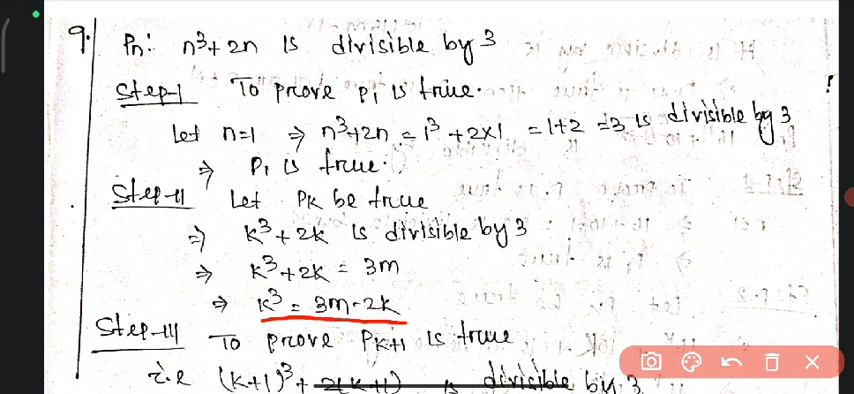 9. Pn: n³+2n is divisible by 3
Step-I To prove P₁ is true.
Let n=1 ⇒ n³+2n = 1³+2×1 = 1+2 =3 is divisible by 3
⇒ P₁ is true.
Step-II Let PK be true
⇒ k³+2k is divisible by 3
⇒ k³+2k = 3m
⇒ k³ = 3m-2k
Step-III To prove PK+1 is true
i.e (k+1)³+2(k+1) is divisible by 3